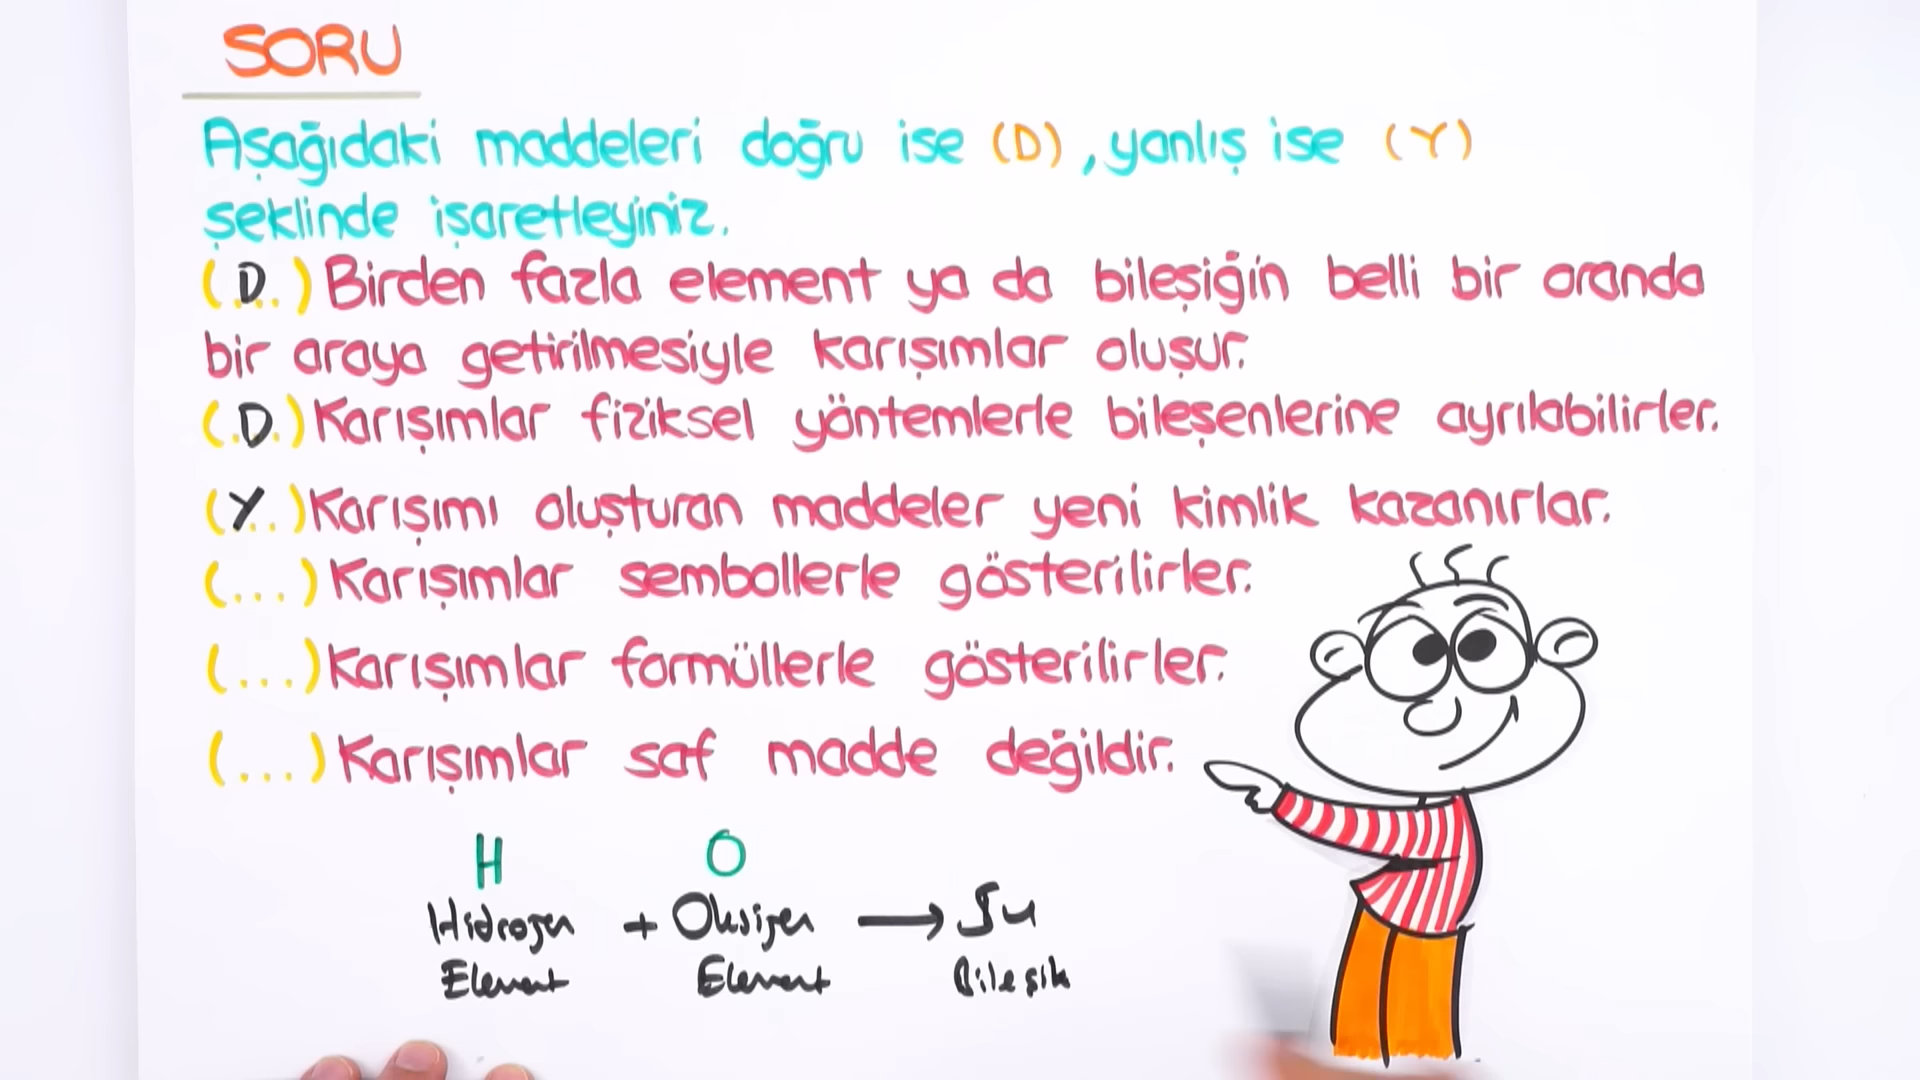 SORU
Aşağıdaki maddeleri doğru ise (D), yanlış ise (Y)
şeklinde işaretleyiniz.
(.D.) Birden fazla element ya da bileşiğin belli bir oranda
bir araya getirilmesiyle karışımlar oluşur.
(.D.) Karışımlar fiziksel yöntemlerle bileşenlerine ayrılabilirler.
(Y..) Karışımı oluşturan maddeler yeni kimlik kazanırlar.
(...) Karışımlar sembollerle gösterilirler.
(...) Karışımlar formüllerle gösterilirler.
(...) Karışımlar saf madde değildir.
H O
Hidrojen + Oksijen → Su
Element Element Bileşik